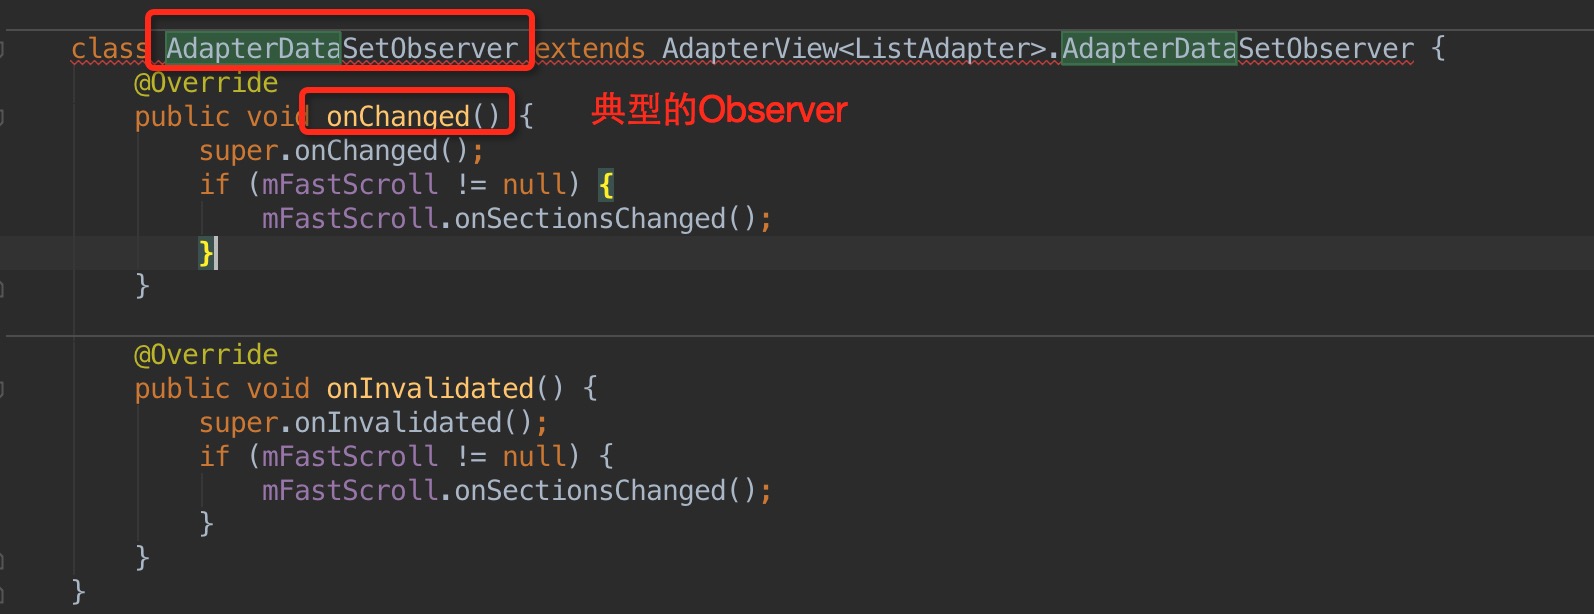 class AdapterDataSetObserver extends AdapterView<ListAdapter>.AdapterDataSetObserver {
@Override
public void onChanged() { 典型的Observer
super.onChanged();
if (mFastScroll != null) {
mFastScroll.onSectionsChanged();
}
}
@Override
public void onInvalidated() {
super.onInvalidated();
if (mFastScroll != null) {
mFastScroll.onSectionsChanged();
}
}
}